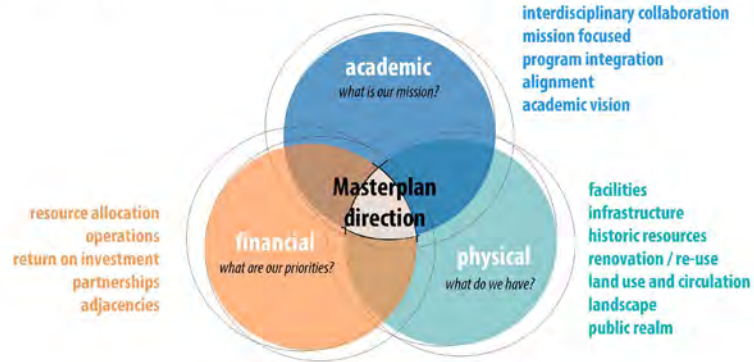 interdisciplinary collaboration
mission focused
program integration
alignment
academic vision
academic
what is our mission?
Masterplan
direction
resource allocation
operations
return on investment
partnerships
adjacencies
financial
what are our priorities?
physical
what do we have?
facilities
infrastructure
historic resources
renovation / re-use
land use and circulation
landscape
public realm